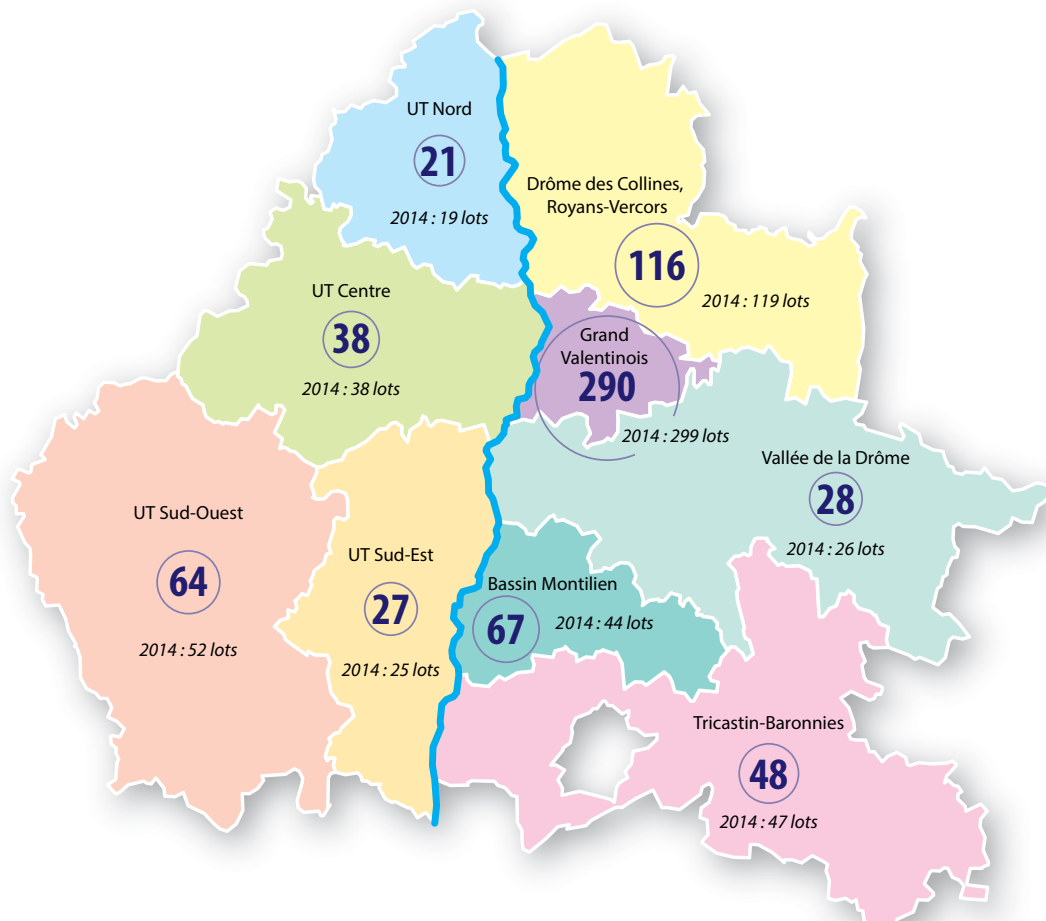 UT Nord
21
2014 : 19 lots
Drôme des Collines,
Royans-Vercors
116
2014 : 119 lots
UT Centre
38
2014 : 38 lots
Grand
Valentinois
290
2014 : 299 lots
Vallée de la Drôme
28
2014 : 26 lots
UT Sud-Ouest
64
2014 : 52 lots
UT Sud-Est
27
2014 : 25 lots
Bassin Montilien
67
2014 : 44 lots
Tricastin-Baronnies
48
2014 : 47 lots